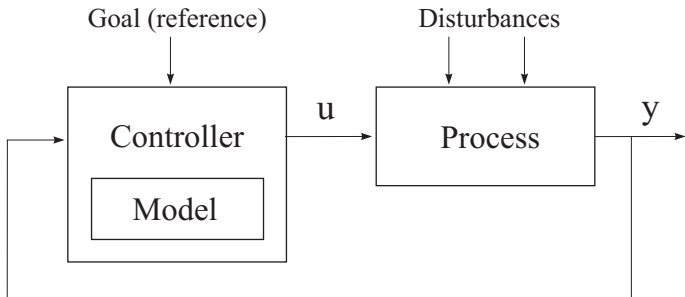 Goal (reference)
Disturbances
Controller
u
Process
y
Model